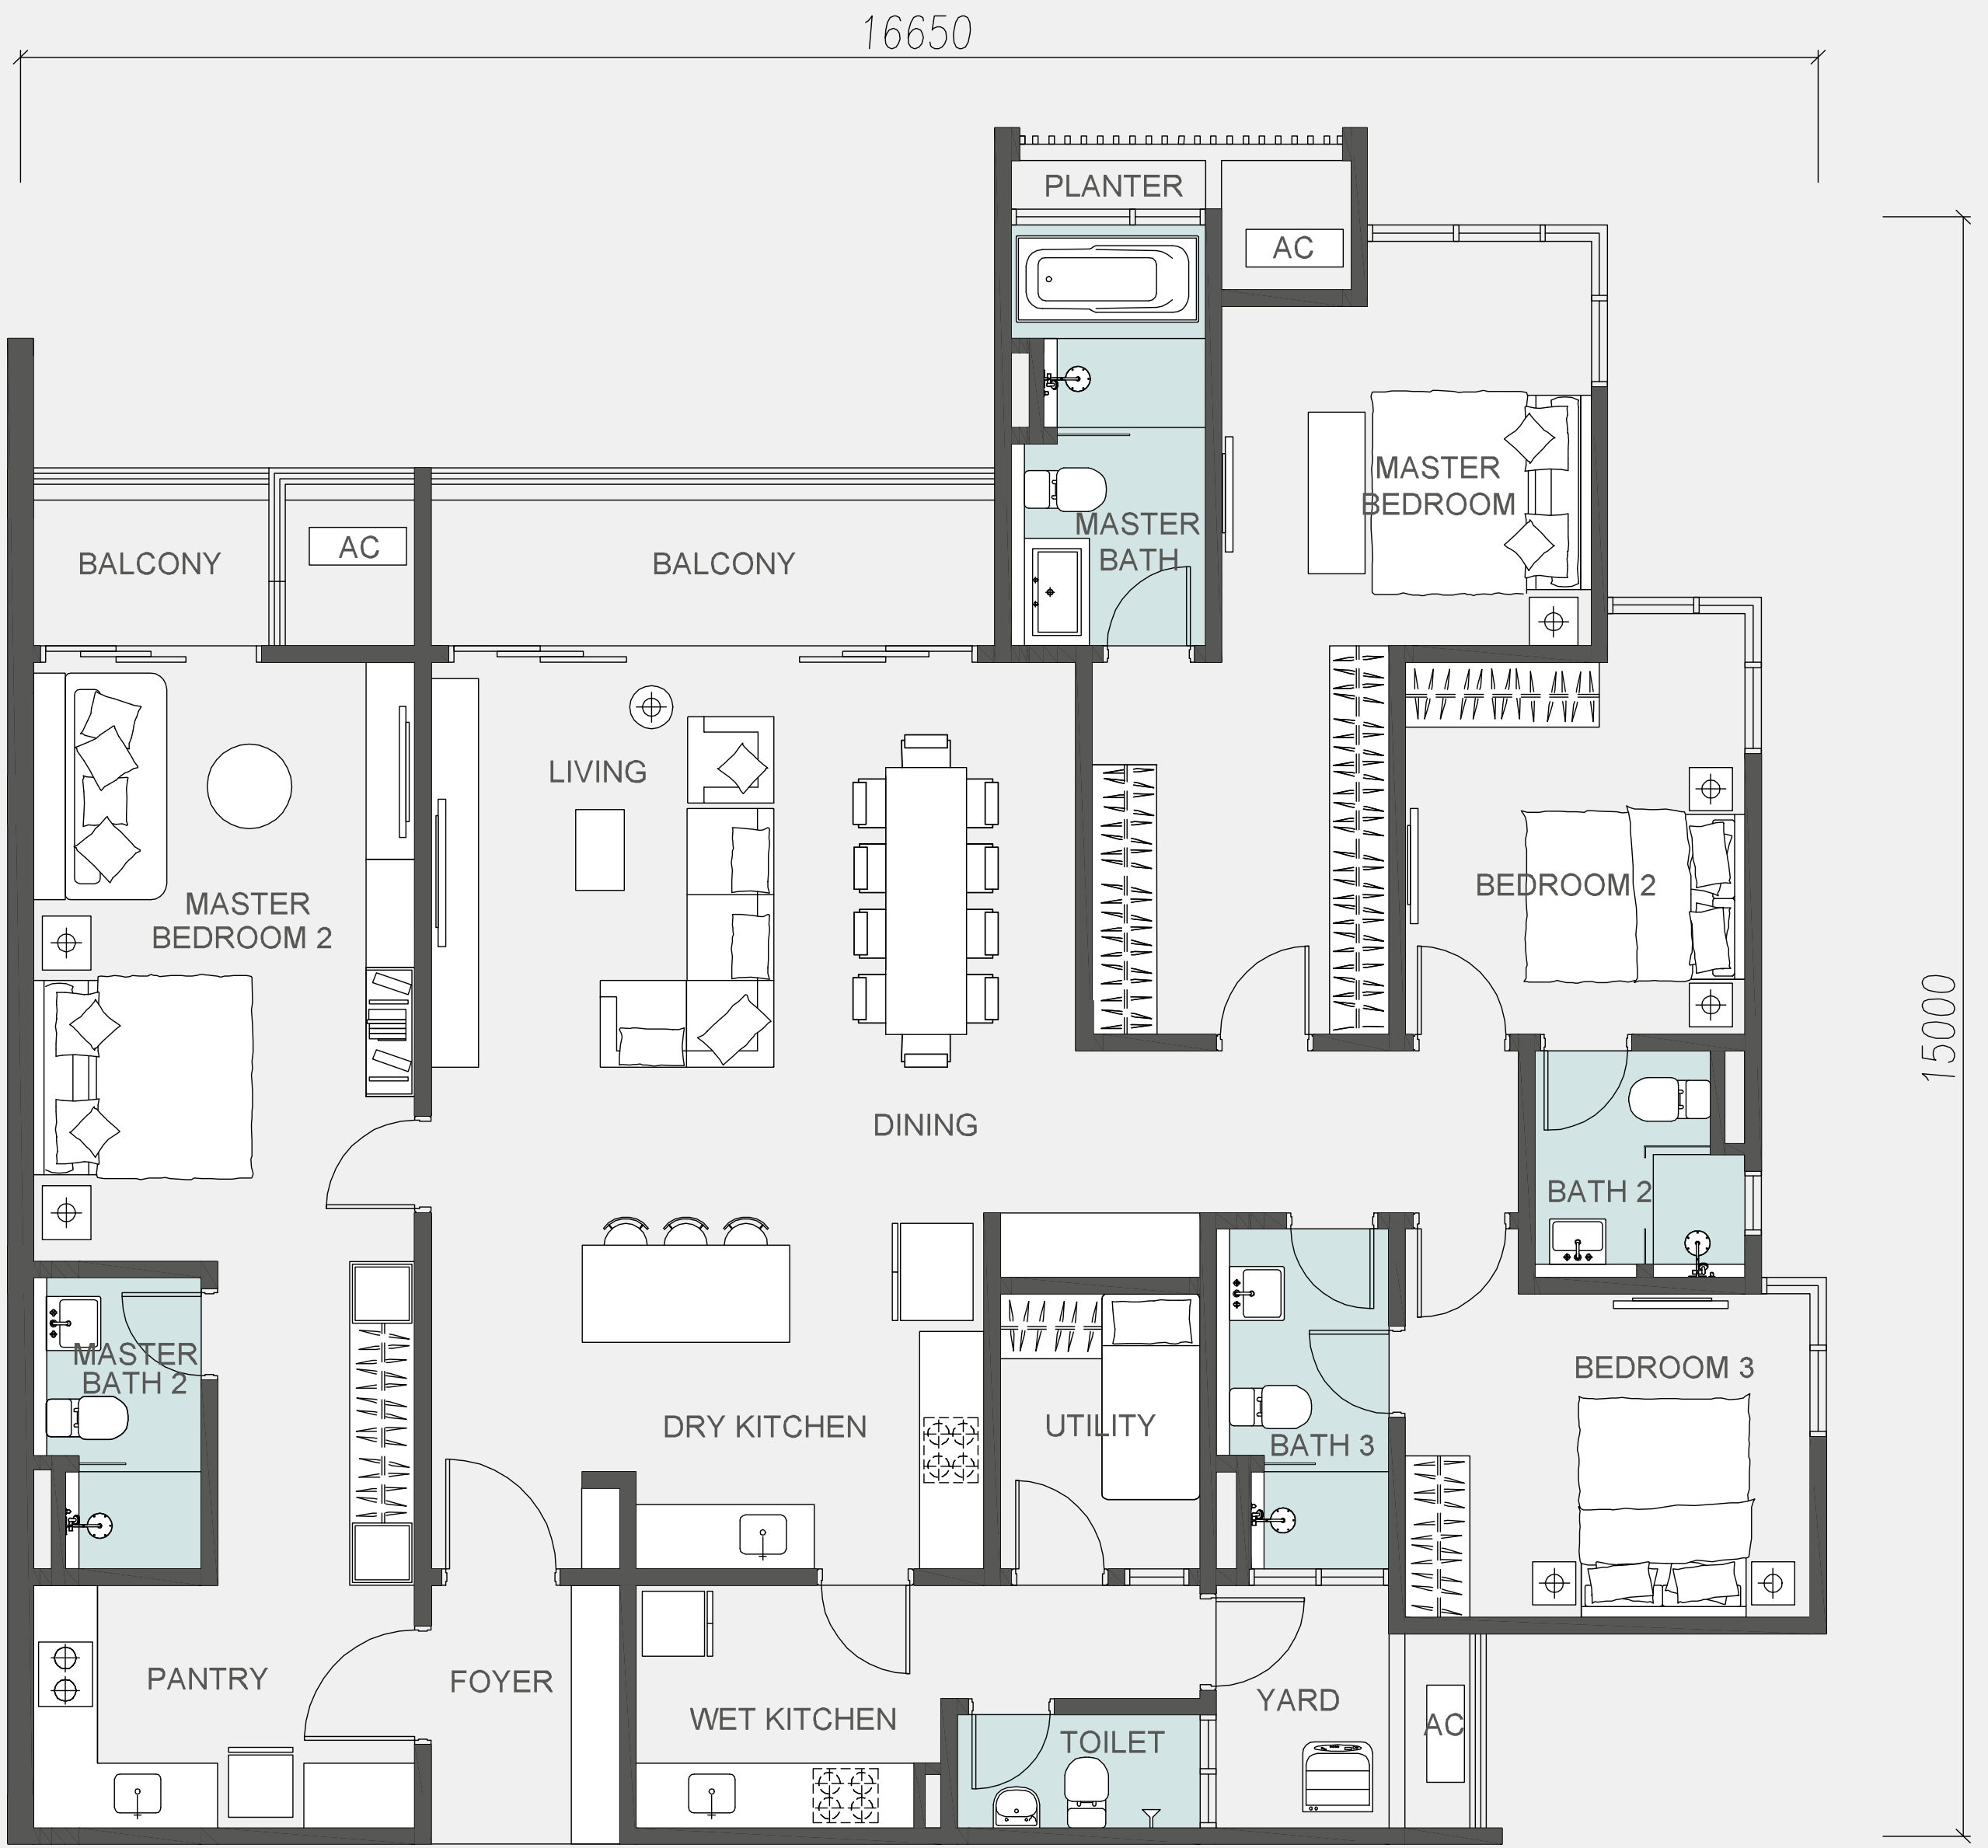 16650
PLANTER
AC
MASTER
BEDROOM
MASTER
BATH
BALCONY
AC
BALCONY
LIVING
BEDROOM 2
MASTER
BEDROOM 2
15000
DINING
BATH 2
MASTER
BATH 2
BEDROOM 3
DRY KITCHEN
UTILITY
BATH 3
PANTRY
FOYER
WET KITCHEN
YARD
TOILET
AC